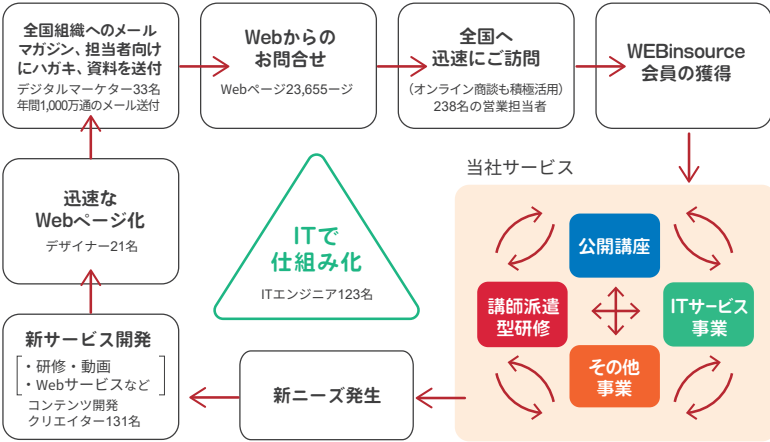 全国組織へのメール
マガジン、担当者向け
にハガキ、資料を送付
デジタルマーケター33名
年間1,000万通のメール送付
Webからの
お問合せ
Webページ23,655ージ
全国へ
迅速にご訪問
（オンライン商談も積極活用）
238名の営業担当者
WEBinsource
会員の獲得
当社サービス
公開講座
講師派遣
型研修
ITサービス
事業
その他
事業
新ニーズ発生
新サービス開発
・研修・動画
・Webサービスなど
コンテンツ開発
クリエイター131名
迅速な
Webページ化
デザイナー21名
ITで
仕組み化
ITエンジニア123名